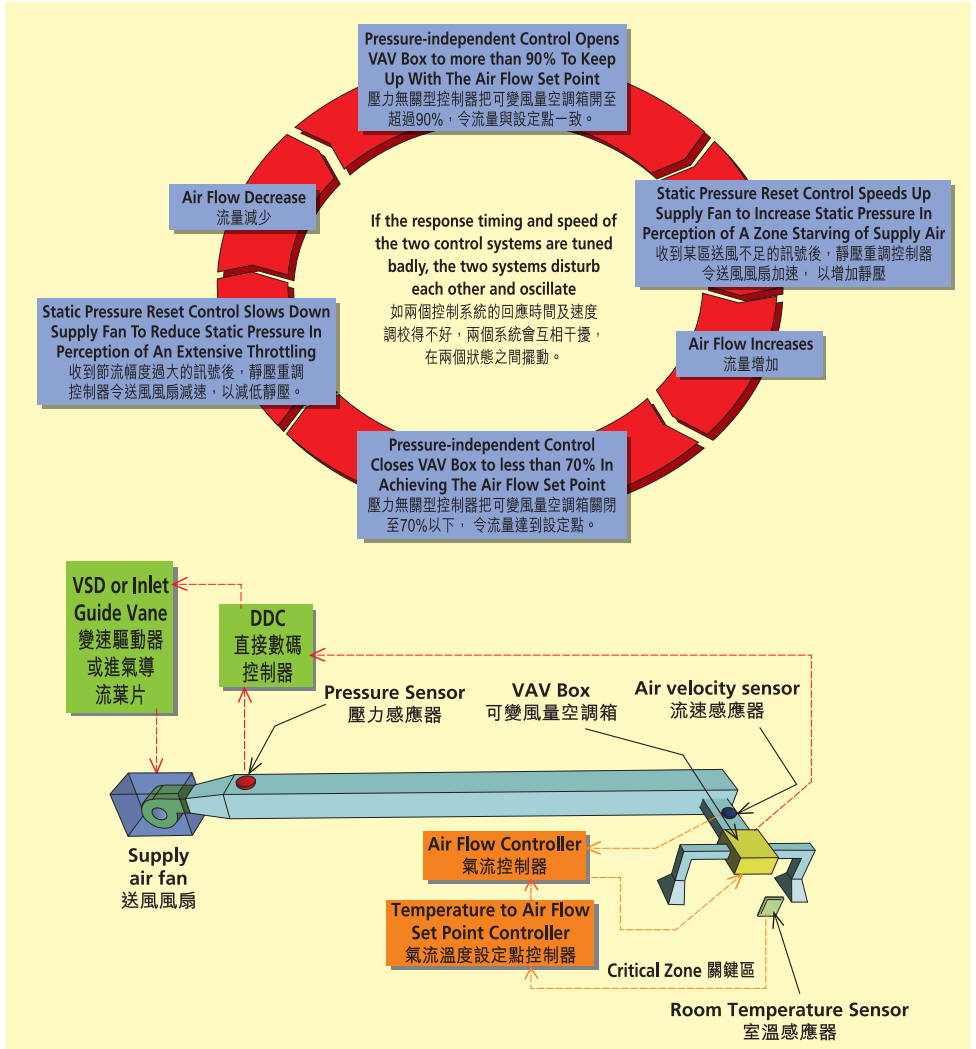 Pressure-independent Control Opens
VAV Box to more than 90% To Keep
Up With The Air Flow Set Point
壓力無關型控制器把可變風量空調箱開至
超過90%，令流量與設定點一致。
Air Flow Decrease
流量減少
If the response timing and speed of
the two control systems are tuned
badly, the two systems disturb
each other and oscillate
如兩個控制系統的回應時間及速度
調校得不好，兩個系統會互相干擾，
在兩個狀態之間擺動。
Static Pressure Reset Control Speeds Up
Supply Fan to Increase Static Pressure In
Perception of A Zone Starving of Supply Air
收到某區送風不足的訊號後，靜壓重調控制器
令送風風扇加速， 以增加靜壓
Static Pressure Reset Control Slows Down
Supply Fan To Reduce Static Pressure In
Perception of An Extensive Throttling
收到節流幅度過大的訊號後，靜壓重調
控制器令送風風扇減速，以減低靜壓。
Air Flow Increases
流量增加
Pressure-independent Control
Closes VAV Box to less than 70% In
Achieving The Air Flow Set Point
壓力無關型控制器把可變風量空調箱關閉
至70%以下， 令流量達到設定點。
VSD or Inlet
Guide Vane
變速驅動器
或進氣導
流葉片
DDC
直接數碼
控制器
Pressure Sensor
壓力感應器
VAV Box
可變風量空調箱
Air velocity sensor
流速感應器
Supply
air fan
送風風扇
Air Flow Controller
氣流控制器
Temperature to Air Flow
Set Point Controller
氣流溫度設定點控制器
Critical Zone 關鍵區
Room Temperature Sensor
室溫感應器